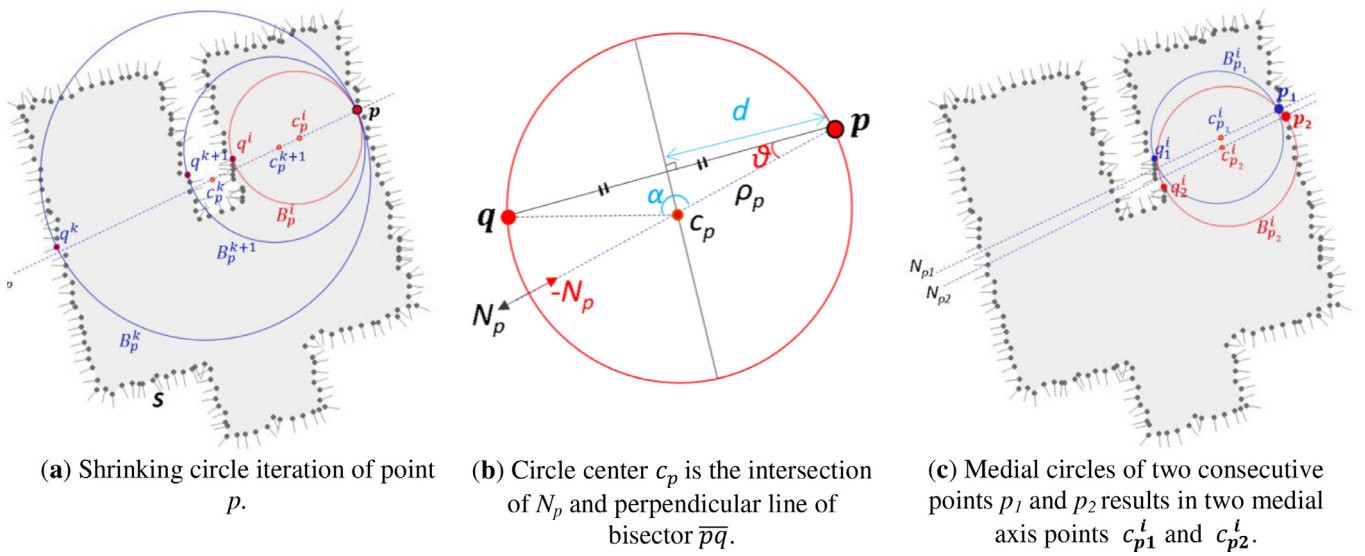 p
c_p^i
q^i
q^{k+1}
c_p^{k+1}
c_p^k
B_p^i
q^k
B_p^{k+1}
p
B_p^k
S
(a) Shrinking circle iteration of point
p.
d
p
ϑ
ρ_p
α
q
c_p
-N_p
N_p
(b) Circle center c_p is the intersection
of N_p and perpendicular line of
bisector \overline{pq}.
B_{p_1}^i
p_1
p_2
c_{p_1}^i
q_1^i
c_{p_2}^i
q_2^i
B_{p_2}^i
N_{p1}
N_{p2}
(c) Medial circles of two consecutive
points p_1 and p_2 results in two medial
axis points c_{p1}^i and c_{p2}^i.